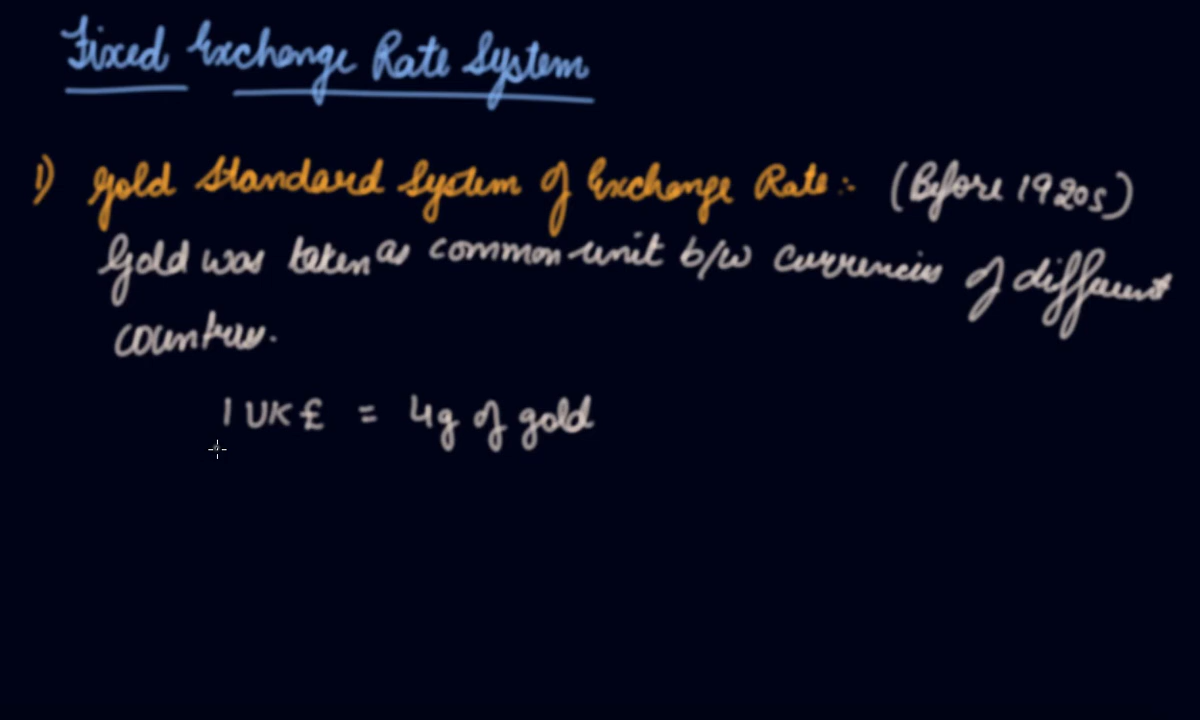 Fixed Exchange Rate System
1) Gold Standard System of Exchange Rate:- (Before 1920s)
Gold was taken as common unit b/w currencies of different
countries.
1 UK £ = 4g of gold